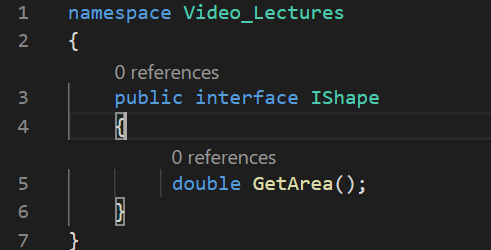 1 namespace Video_Lectures
2 {
0 references
3 public interface IShape
4 {
0 references
5 double GetArea();
6 }
7 }